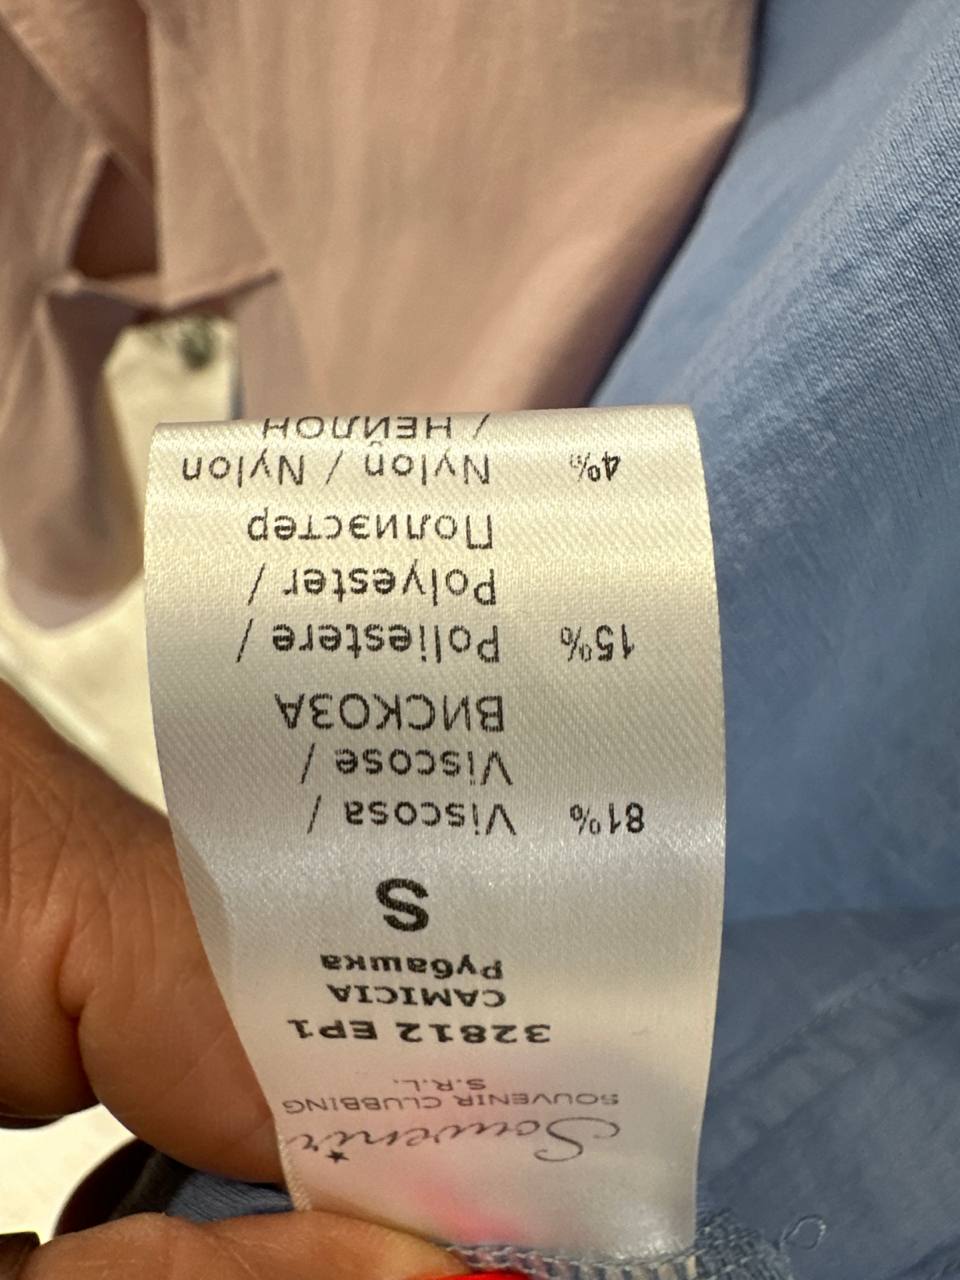 Souvenir
SOUVENIR CLUBBING
S.R.L.
32812 EP1
CAMICIA
Рубашка
S
81% Viscosa /
Viscose /
ВИСКОЗА
15% Poliestere /
Polyester /
Полиэстер
4% Nylon / Nylon
/ НЕЙЛОН